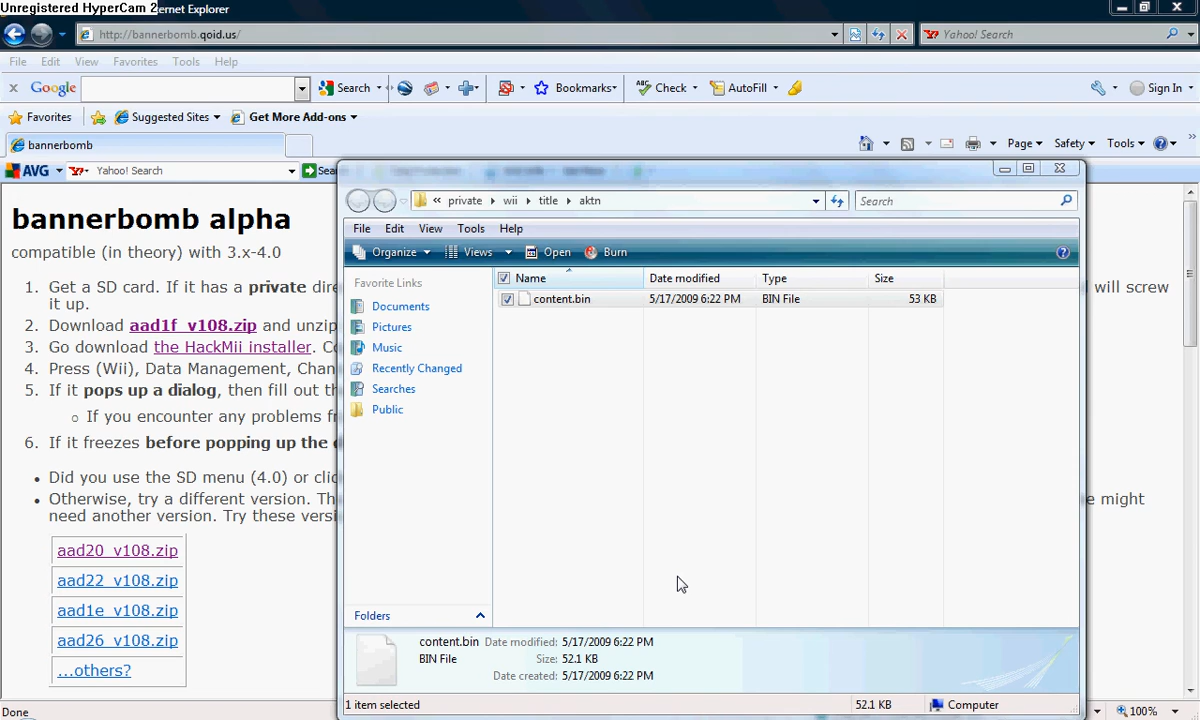 Unregistered HyperCam 2
ernet Explorer
http://bannerbomb.qoid.us/
Yahoo! Search
File Edit View Favorites Tools Help
x Google Search Bookmarks Check AutoFill Sign In
Favorites Suggested Sites Get More Add-ons
bannerbomb
Page Safety Tools
AVG Y! Yahoo! Search Sea
« private wii title aktn Search
File Edit View Tools Help
Organize Views Open Burn
Favorite Links
Documents
Pictures
Music
Recently Changed
Searches
Public
Folders
Name Date modified Type Size
content.bin 5/17/2009 6:22 PM BIN File 53 KB
content.bin Date modified: 5/17/2009 6:22 PM
BIN File Size: 52.1 KB
Date created: 5/17/2009 6:22 PM
1 item selected 52.1 KB Computer
bannerbomb alpha
compatible (in theory) with 3.x-4.0
1. Get a SD card. If it has a private dire will screw
it up.
2. Download aad1f_v108.zip and unzip
3. Go download the HackMii installer. Co
4. Press (Wii), Data Management, Chan
5. If it pops up a dialog, then fill out th
o If you encounter any problems fr
6. If it freezes before popping up the d
• Did you use the SD menu (4.0) or clic
• Otherwise, try a different version. Th e might
need another version. Try these versi
aad20_v108.zip
aad22_v108.zip
aad1e_v108.zip
aad26_v108.zip
...others?
Done 100%